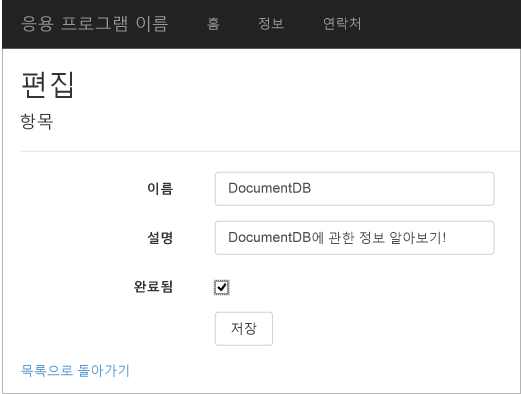 응용 프로그램 이름 홈 정보 연락처
편집
항목
이름 DocumentDB
설명 DocumentDB에 관한 정보 알아보기!
완료됨
저장
목록으로 돌아가기